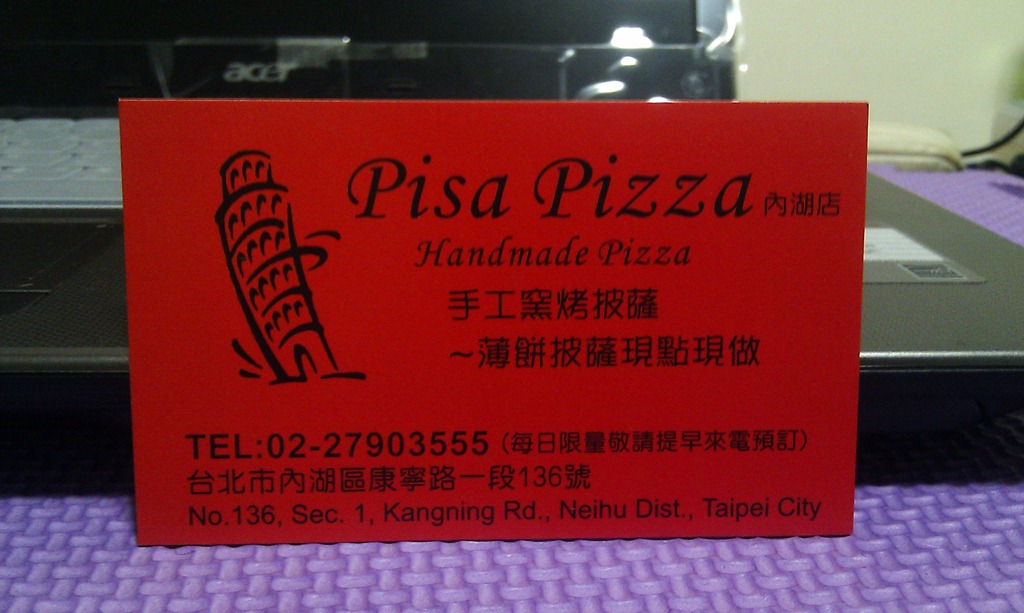 acer
Pisa Pizza 內湖店
Handmade Pizza
手工窯烤披薩
~薄餅披薩現點現做
TEL:02-27903555 (每日限量敬請提早來電預訂)
台北市內湖區康寧路一段136號
No.136, Sec. 1, Kangning Rd., Neihu Dist., Taipei City